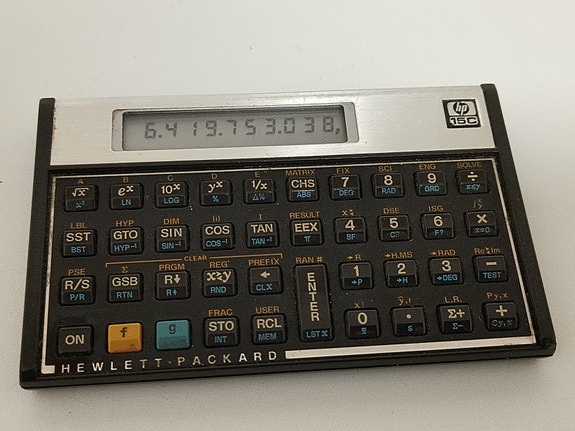 6.419.753.038,
hp
15C
A B C D E MATRIX FIX SCI ENG SOLVE
√x eˣ 10ˣ yˣ 1/x CHS 7 8 9 ÷
x² LN LOG % Δ% ABS DEG RAD GRD x≤y
LBL HYP DIM (i) I RESULT x≷ DSE ISG ∫
SST GTO SIN COS TAN EEX 4 5 6 ×
BST HYP⁻¹ SIN⁻¹ COS⁻¹ TAN⁻¹ π SF CF F? x=0
CLEAR
PSE Σ PRGM REG PREFIX RAN # →R →H.MS →RAD Re≷Im
R/S GSB R↓ x≷y ← ENTER 1 2 3 −
P/R RTN R↑ RND CLX →P →H →DEG TEST
FRAC USER x! ŷ,r L.R. Py,x
ON f g STO RCL 0 • Σ+ +
INT MEM LSTX x̄ s Σ− Cy,x
HEWLETT·PACKARD